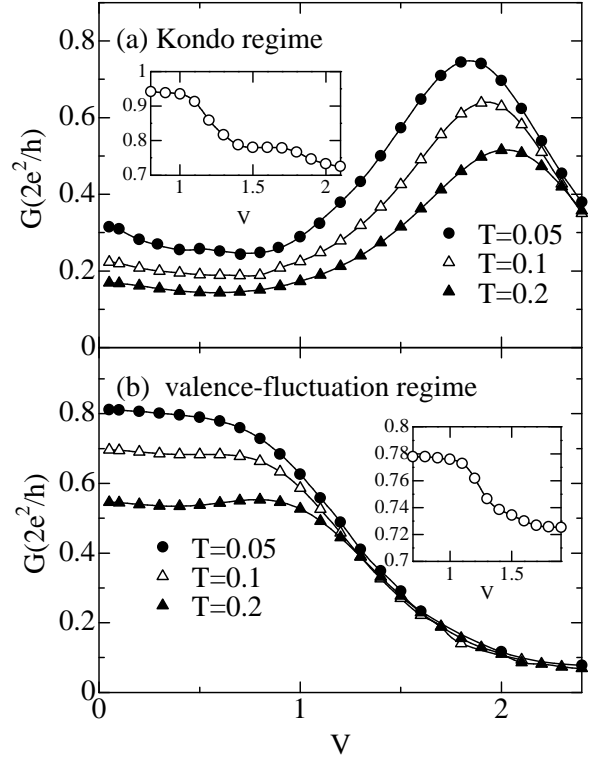 (a) Kondo regime
G(2e²/h)
0.8
0.6
0.4
0.2
0
1
0.9
0.8
0.7
1
1.5
2
V
T=0.05
T=0.1
T=0.2
(b) valence-fluctuation regime
G(2e²/h)
0.8
0.6
0.4
0.2
0
0.78
0.76
0.74
0.72
0.7
1
1.5
V
T=0.05
T=0.1
T=0.2
0
1
2
V